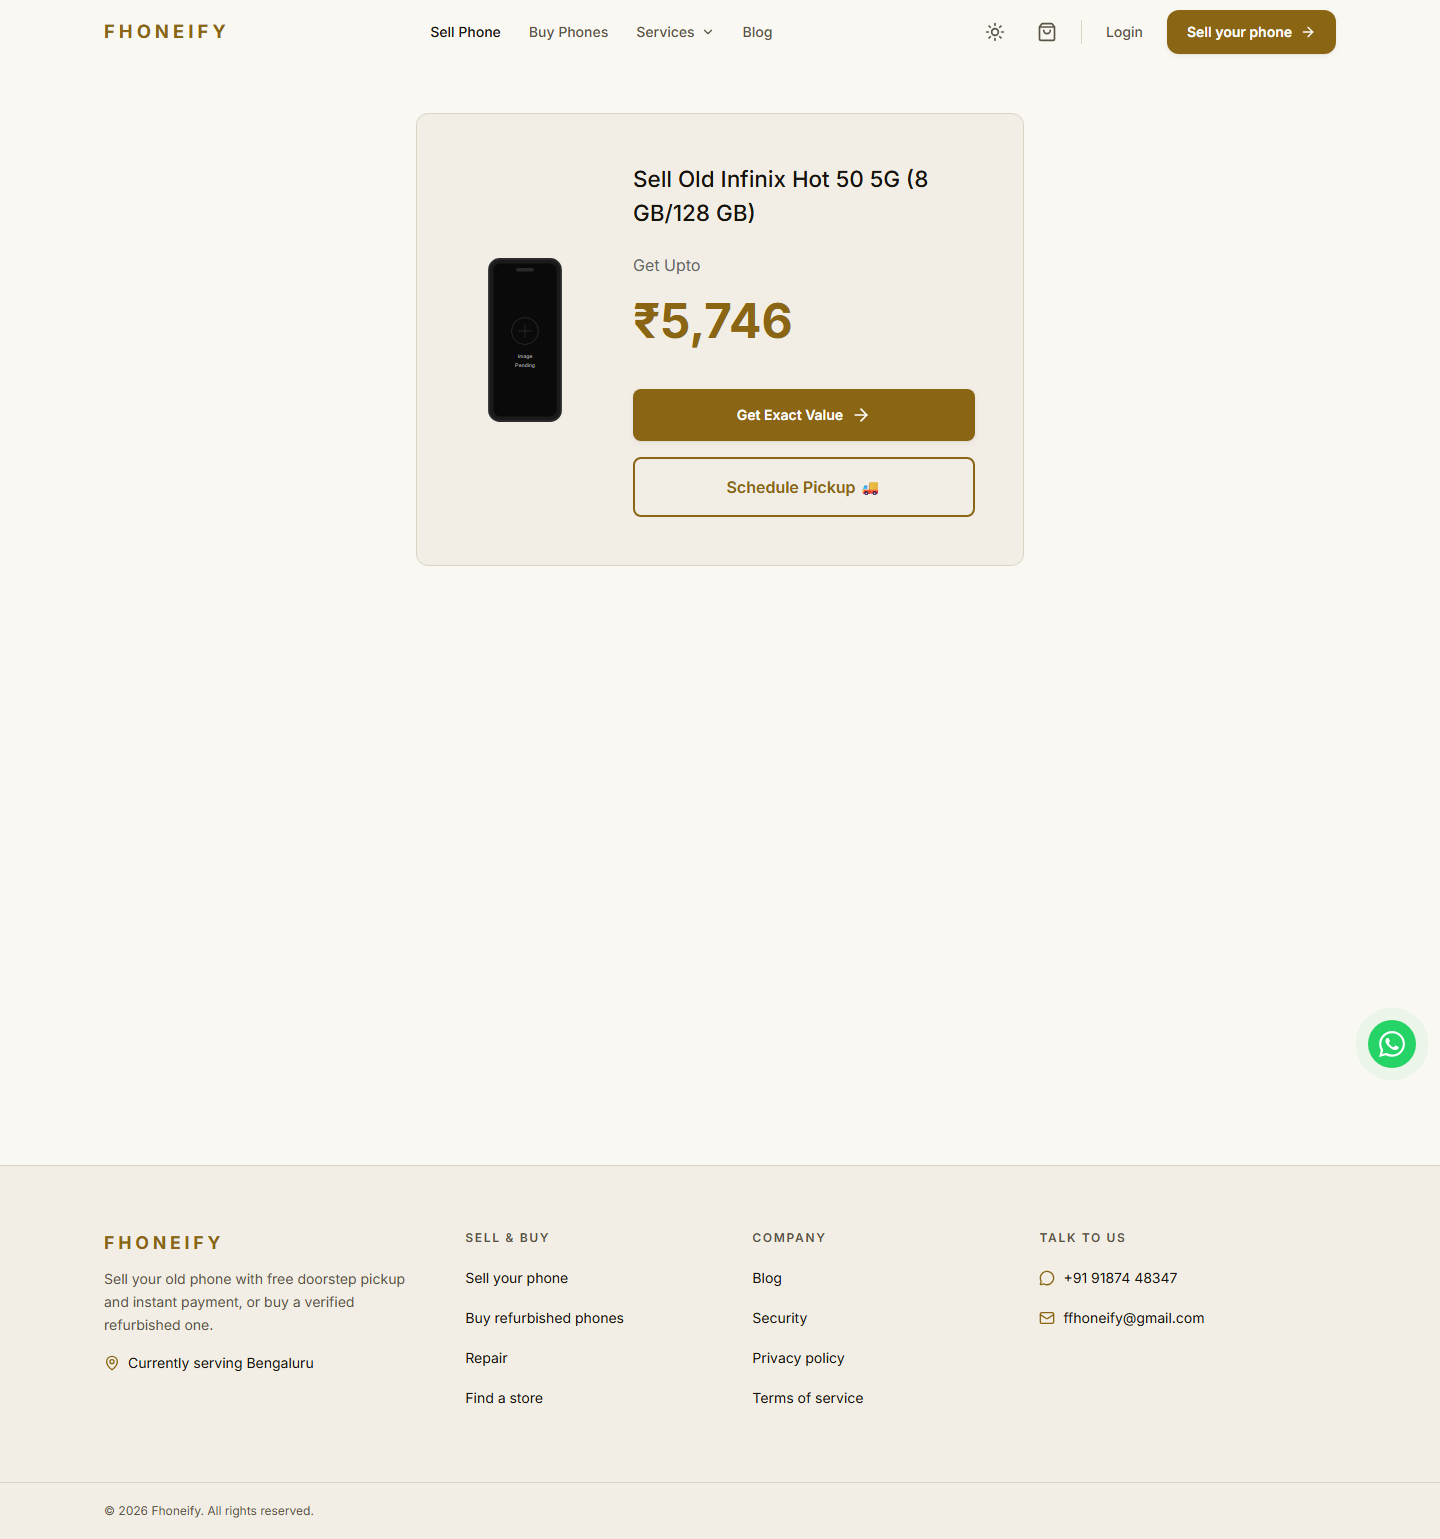 FHONEIFY
Sell Phone
Buy Phones
Services
Blog
Login
Sell your phone
Sell Old Infinix Hot 50 5G (8
GB/128 GB)
Get Upto
₹5,746
Image
Pending
Get Exact Value
Schedule Pickup
FHONEIFY
Sell your old phone with free doorstep pickup
and instant payment, or buy a verified
refurbished one.
Currently serving Bengaluru
SELL & BUY
Sell your phone
Buy refurbished phones
Repair
Find a store
COMPANY
Blog
Security
Privacy policy
Terms of service
TALK TO US
+91 91874 48347
ffhoneify@gmail.com
© 2026 Fhoneify. All rights reserved.